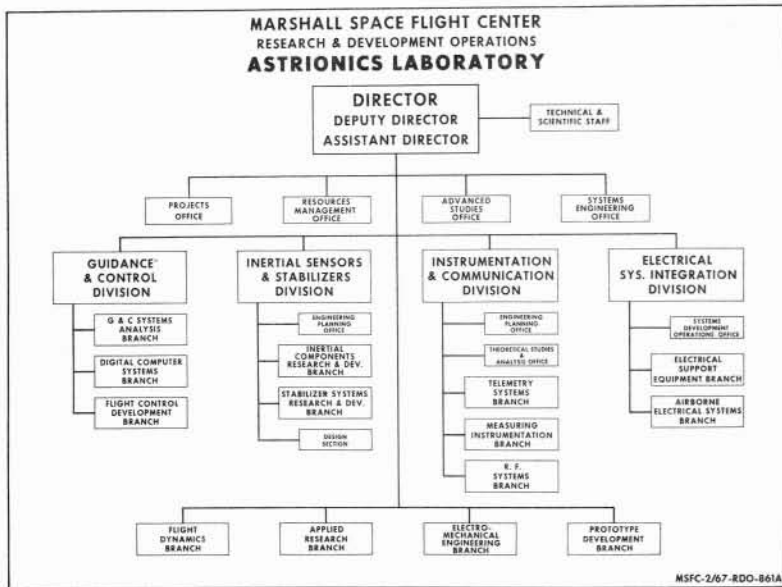 MARSHALL SPACE FLIGHT CENTER
RESEARCH & DEVELOPMENT OPERATIONS
ASTRIONICS LABORATORY
DIRECTOR
DEPUTY DIRECTOR
ASSISTANT DIRECTOR
TECHNICAL &
SCIENTIFIC STAFF
PROJECTS
OFFICE
RESOURCES
MANAGEMENT
OFFICE
ADVANCED
STUDIES
OFFICE
SYSTEMS
ENGINEERING
OFFICE
GUIDANCE
& CONTROL
DIVISION
G & C SYSTEMS
ANALYSIS
BRANCH
DIGITAL COMPUTER
SYSTEMS
BRANCH
FLIGHT CONTROL
DEVELOPMENT
BRANCH
INERTIAL SENSORS
& STABILIZERS
DIVISION
ENGINEERING
PLANNING
OFFICE
INERTIAL
COMPONENTS
RESEARCH & DEV.
BRANCH
STABILIZER SYSTEMS
RESEARCH & DEV.
BRANCH
DESIGN
SECTION
INSTRUMENTATION
& COMMUNICATION
DIVISION
ENGINEERING
PLANNING
OFFICE
THEORETICAL STUDIES
&
ANALYSIS OFFICE
TELEMETRY
SYSTEMS
BRANCH
MEASURING
INSTRUMENTATION
BRANCH
R. F.
SYSTEMS
BRANCH
ELECTRICAL
SYS. INTEGRATION
DIVISION
SYSTEMS
DEVELOPMENT
OPERATIONS OFFICE
ELECTRICAL
SUPPORT
EQUIPMENT BRANCH
AIRBORNE
ELECTRICAL SYSTEMS
BRANCH
FLIGHT
DYNAMICS
BRANCH
APPLIED
RESEARCH
BRANCH
ELECTRO-
MECHANICAL
ENGINEERING
BRANCH
PROTOTYPE
DEVELOPMENT
BRANCH
MSFC-2/67-RDO-861A